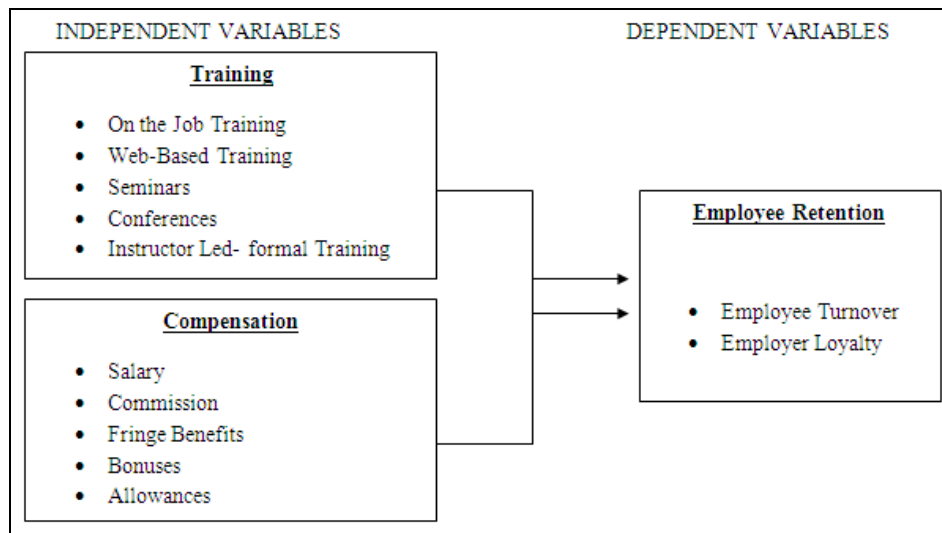 INDEPENDENT VARIABLES
DEPENDENT VARIABLES
Training
• On the Job Training
• Web-Based Training
• Seminars
• Conferences
• Instructor Led- formal Training
Compensation
• Salary
• Commission
• Fringe Benefits
• Bonuses
• Allowances
Employee Retention
• Employee Turnover
• Employer Loyalty